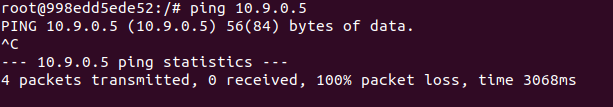 root@998edd5ede52:/# ping 10.9.0.5
PING 10.9.0.5 (10.9.0.5) 56(84) bytes of data.
^C
--- 10.9.0.5 ping statistics ---
4 packets transmitted, 0 received, 100% packet loss, time 3068ms